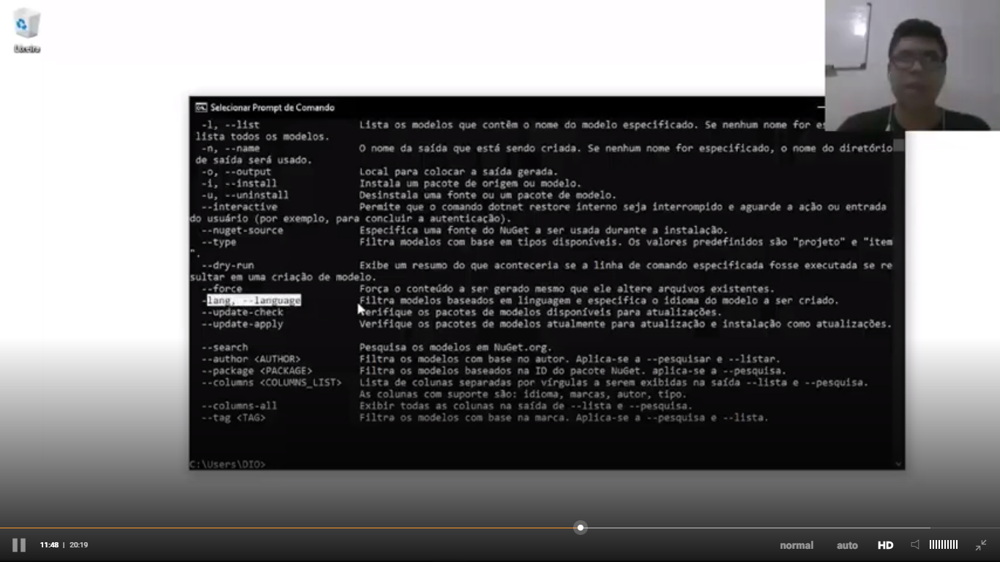 Lixeira
Selecionar Prompt de Comando
-l, --list Lista os modelos que contêm o nome do modelo especificado. Se nenhum nome for es
lista todos os modelos.
-n, --name O nome da saída que está sendo criada. Se nenhum nome for especificado, o nome do diretório
de saída será usado.
-o, --output Local para colocar a saída gerada.
-i, --install Instala um pacote de origem ou modelo.
-u, --uninstall Desinstala uma fonte ou um pacote de modelo.
--interactive Permite que o comando dotnet restore interno seja interrompido e aguarde a ação ou entrada
do usuário (por exemplo, para concluir a autenticação).
--nuget-source Especifica uma fonte do NuGet a ser usada durante a instalação.
--type Filtra modelos com base em tipos disponíveis. Os valores predefinidos são "projeto" e "item
".
--dry-run Exibe um resumo do que aconteceria se a linha de comando especificada fosse executada se re
sultar em uma criação de modelo.
--force Força o conteúdo a ser gerado mesmo que ele altere arquivos existentes.
-lang, --language Filtra modelos baseados em linguagem e especifica o idioma do modelo a ser criado.
--update-check Verifique os pacotes de modelos disponíveis para atualizações.
--update-apply Verifique os pacotes de modelos atualmente para atualização e instalação como atualizações.
--search Pesquisa os modelos em NuGet.org.
--author <AUTHOR> Filtra os modelos com base no autor. Aplica-se a --pesquisar e --listar.
--package <PACKAGE> Filtra os modelos baseados na ID do pacote NuGet. aplica-se a --pesquisa.
--columns <COLUMNS_LIST> Lista de colunas separadas por vírgulas a serem exibidas na saída --lista e --pesquisa.
As colunas com suporte são: idioma, marcas, autor, tipo.
--columns-all Exibir todas as colunas na saída de --lista e --pesquisa.
--tag <TAG> Filtra os modelos com base na marca. Aplica-se a --pesquisa e --lista.
C:\Users\DIO>
11:48 | 20:19 normal auto HD